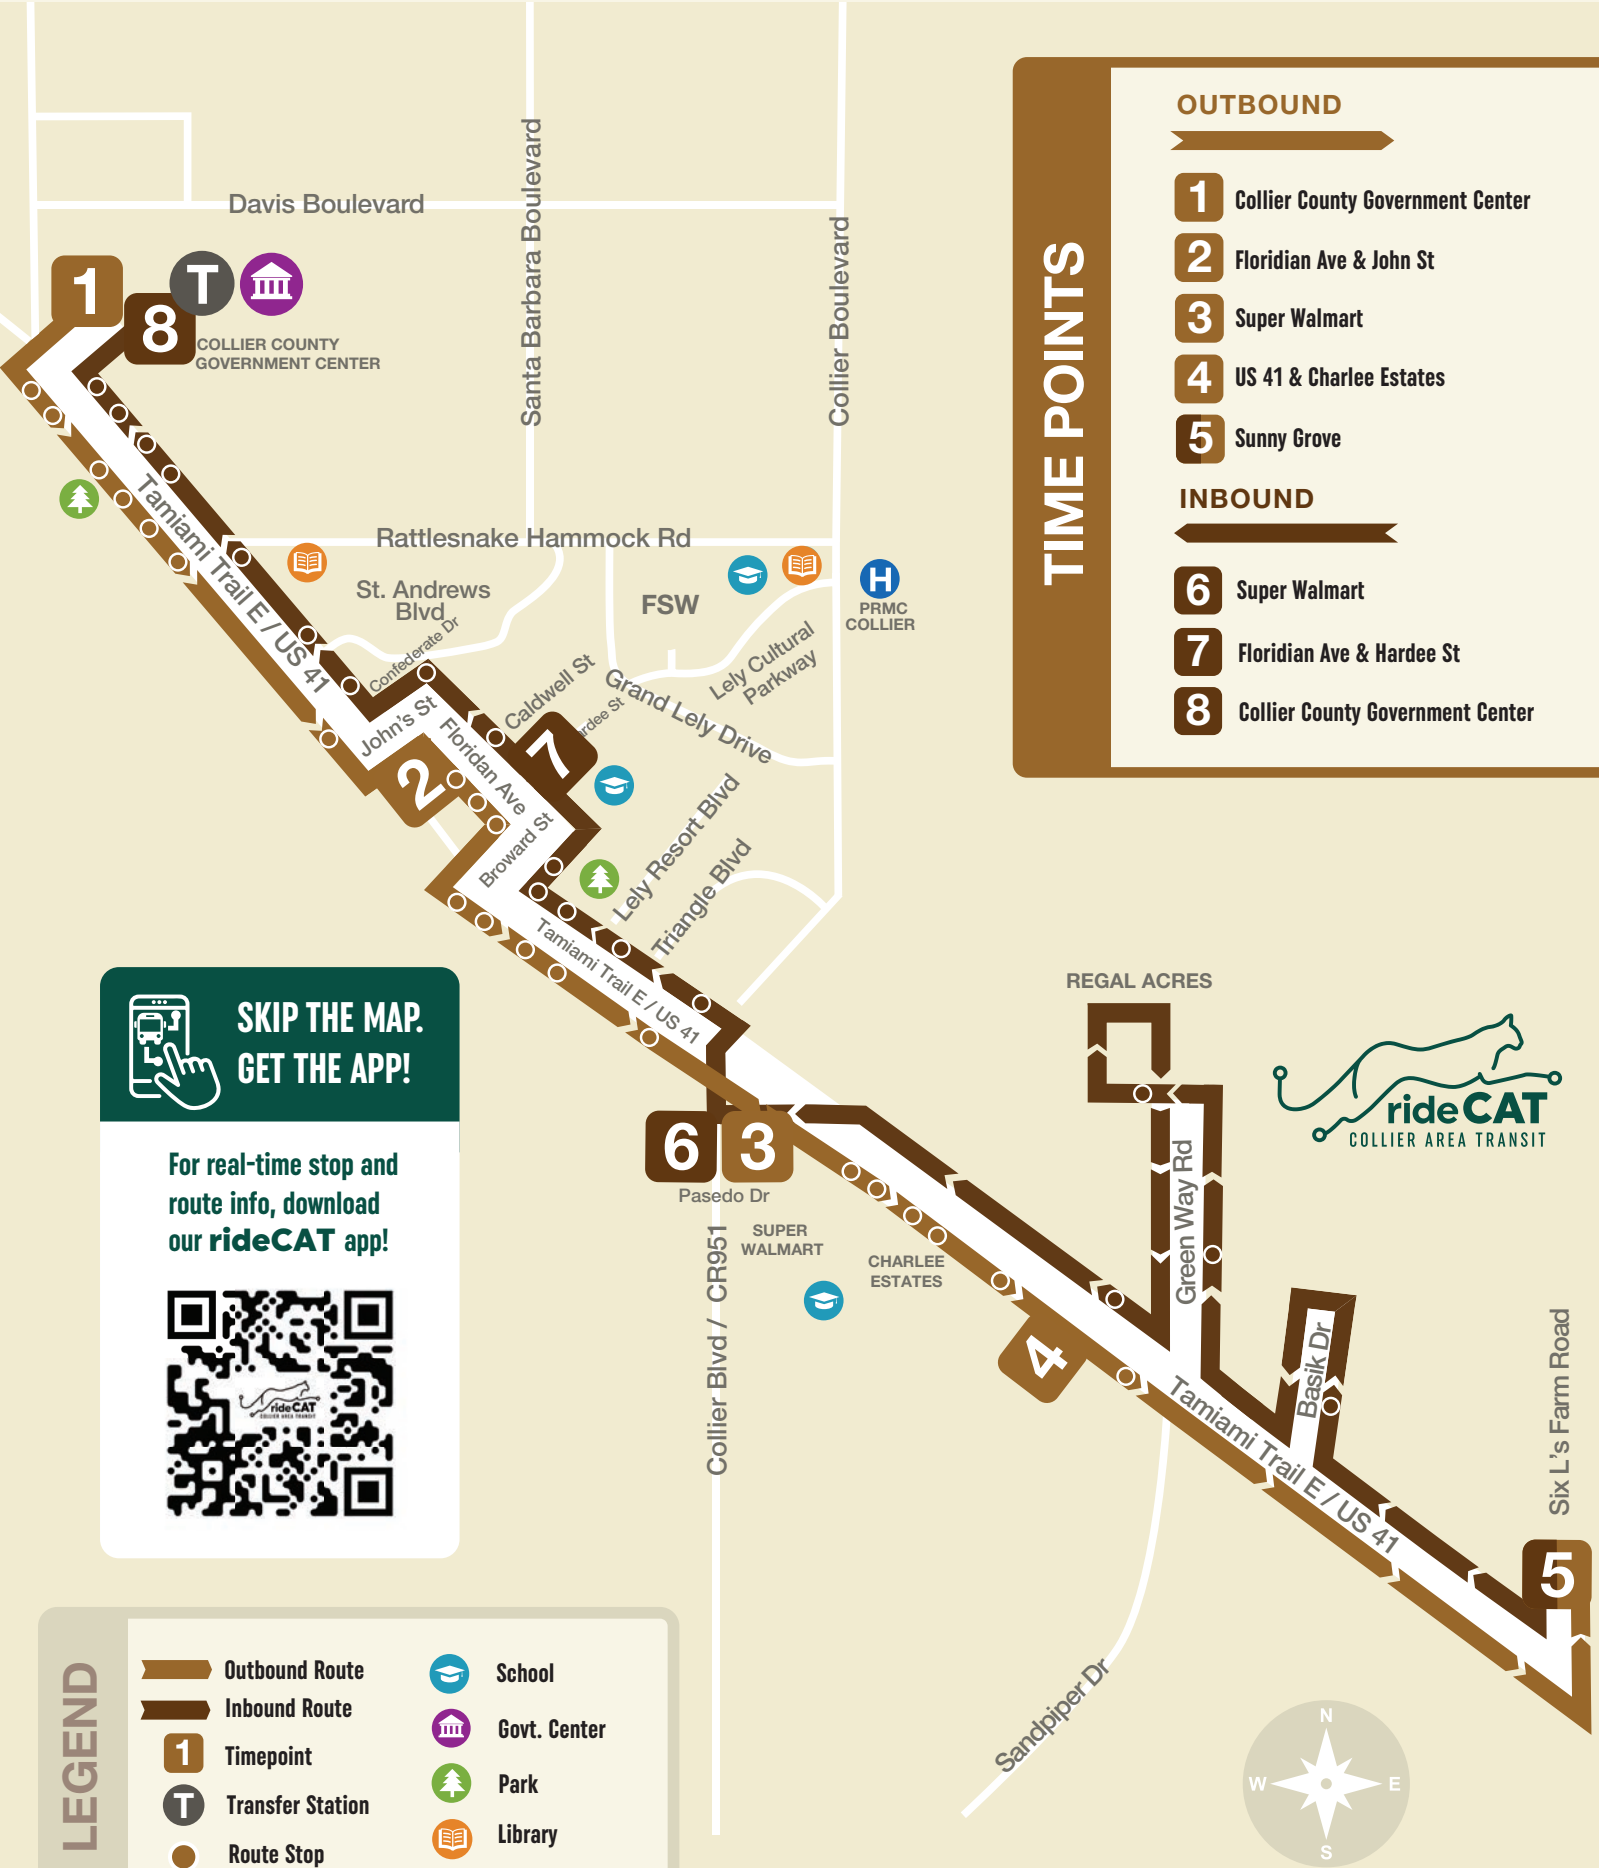 Davis Boulevard
Santa Barbara Boulevard
Collier Boulevard
1
8
T
COLLIER COUNTY
GOVERNMENT CENTER
Tamiami Trail E / US 41
Rattlesnake Hammock Rd
St. Andrews
Blvd
Confederate Dr
FSW
H
PRMC
COLLIER
Lely Cultural
Parkway
Grand Lely Drive
Caldwell St
ardee St
John's St
Floridan Ave
2
7
Broward St
Lely Resort Blvd
Triangle Blvd
Tamiami Trail E / US 41
TIME POINTS
OUTBOUND
1 Collier County Government Center
2 Floridian Ave & John St
3 Super Walmart
4 US 41 & Charlee Estates
5 Sunny Grove
INBOUND
6 Super Walmart
7 Floridian Ave & Hardee St
8 Collier County Government Center
SKIP THE MAP.
GET THE APP!
For real-time stop and
route info, download
our rideCAT app!
rideCAT
COLLIER AREA TRANSIT
6
3
Pasedo Dr
SUPER
WALMART
Collier Blvd / CR951
CHARLEE
ESTATES
4
REGAL ACRES
rideCAT
COLLIER AREA TRANSIT
Green Way Rd
Basik Dr
Six L's Farm Road
Tamiami Trail E / US 41
5
Sandpiper Dr
N
W
E
S
LEGEND
Outbound Route
Inbound Route
1 Timepoint
T Transfer Station
Route Stop
School
Govt. Center
Park
Library